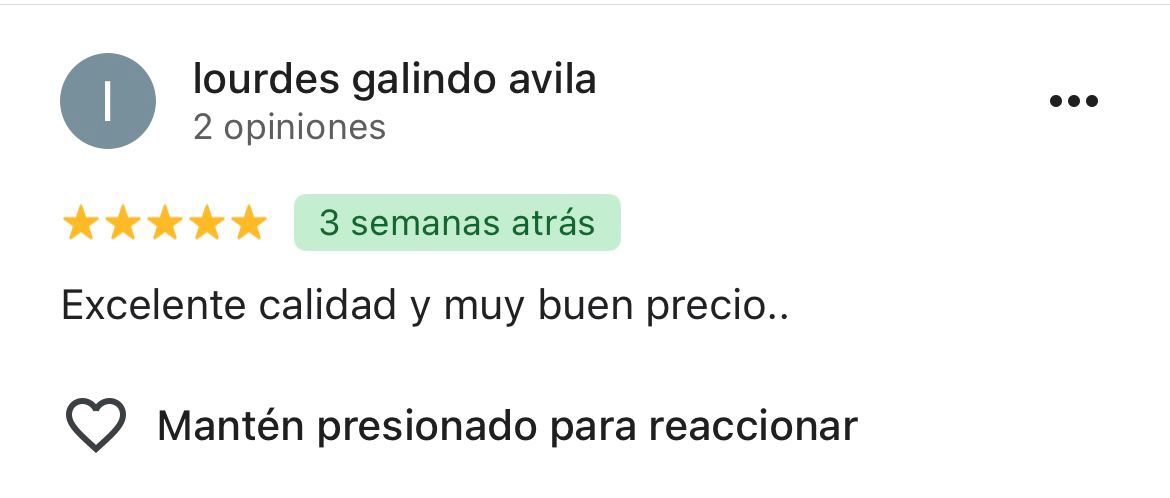 l
lourdes galindo avila
2 opiniones
3 semanas atrás
Excelente calidad y muy buen precio..
Mantén presionado para reaccionar